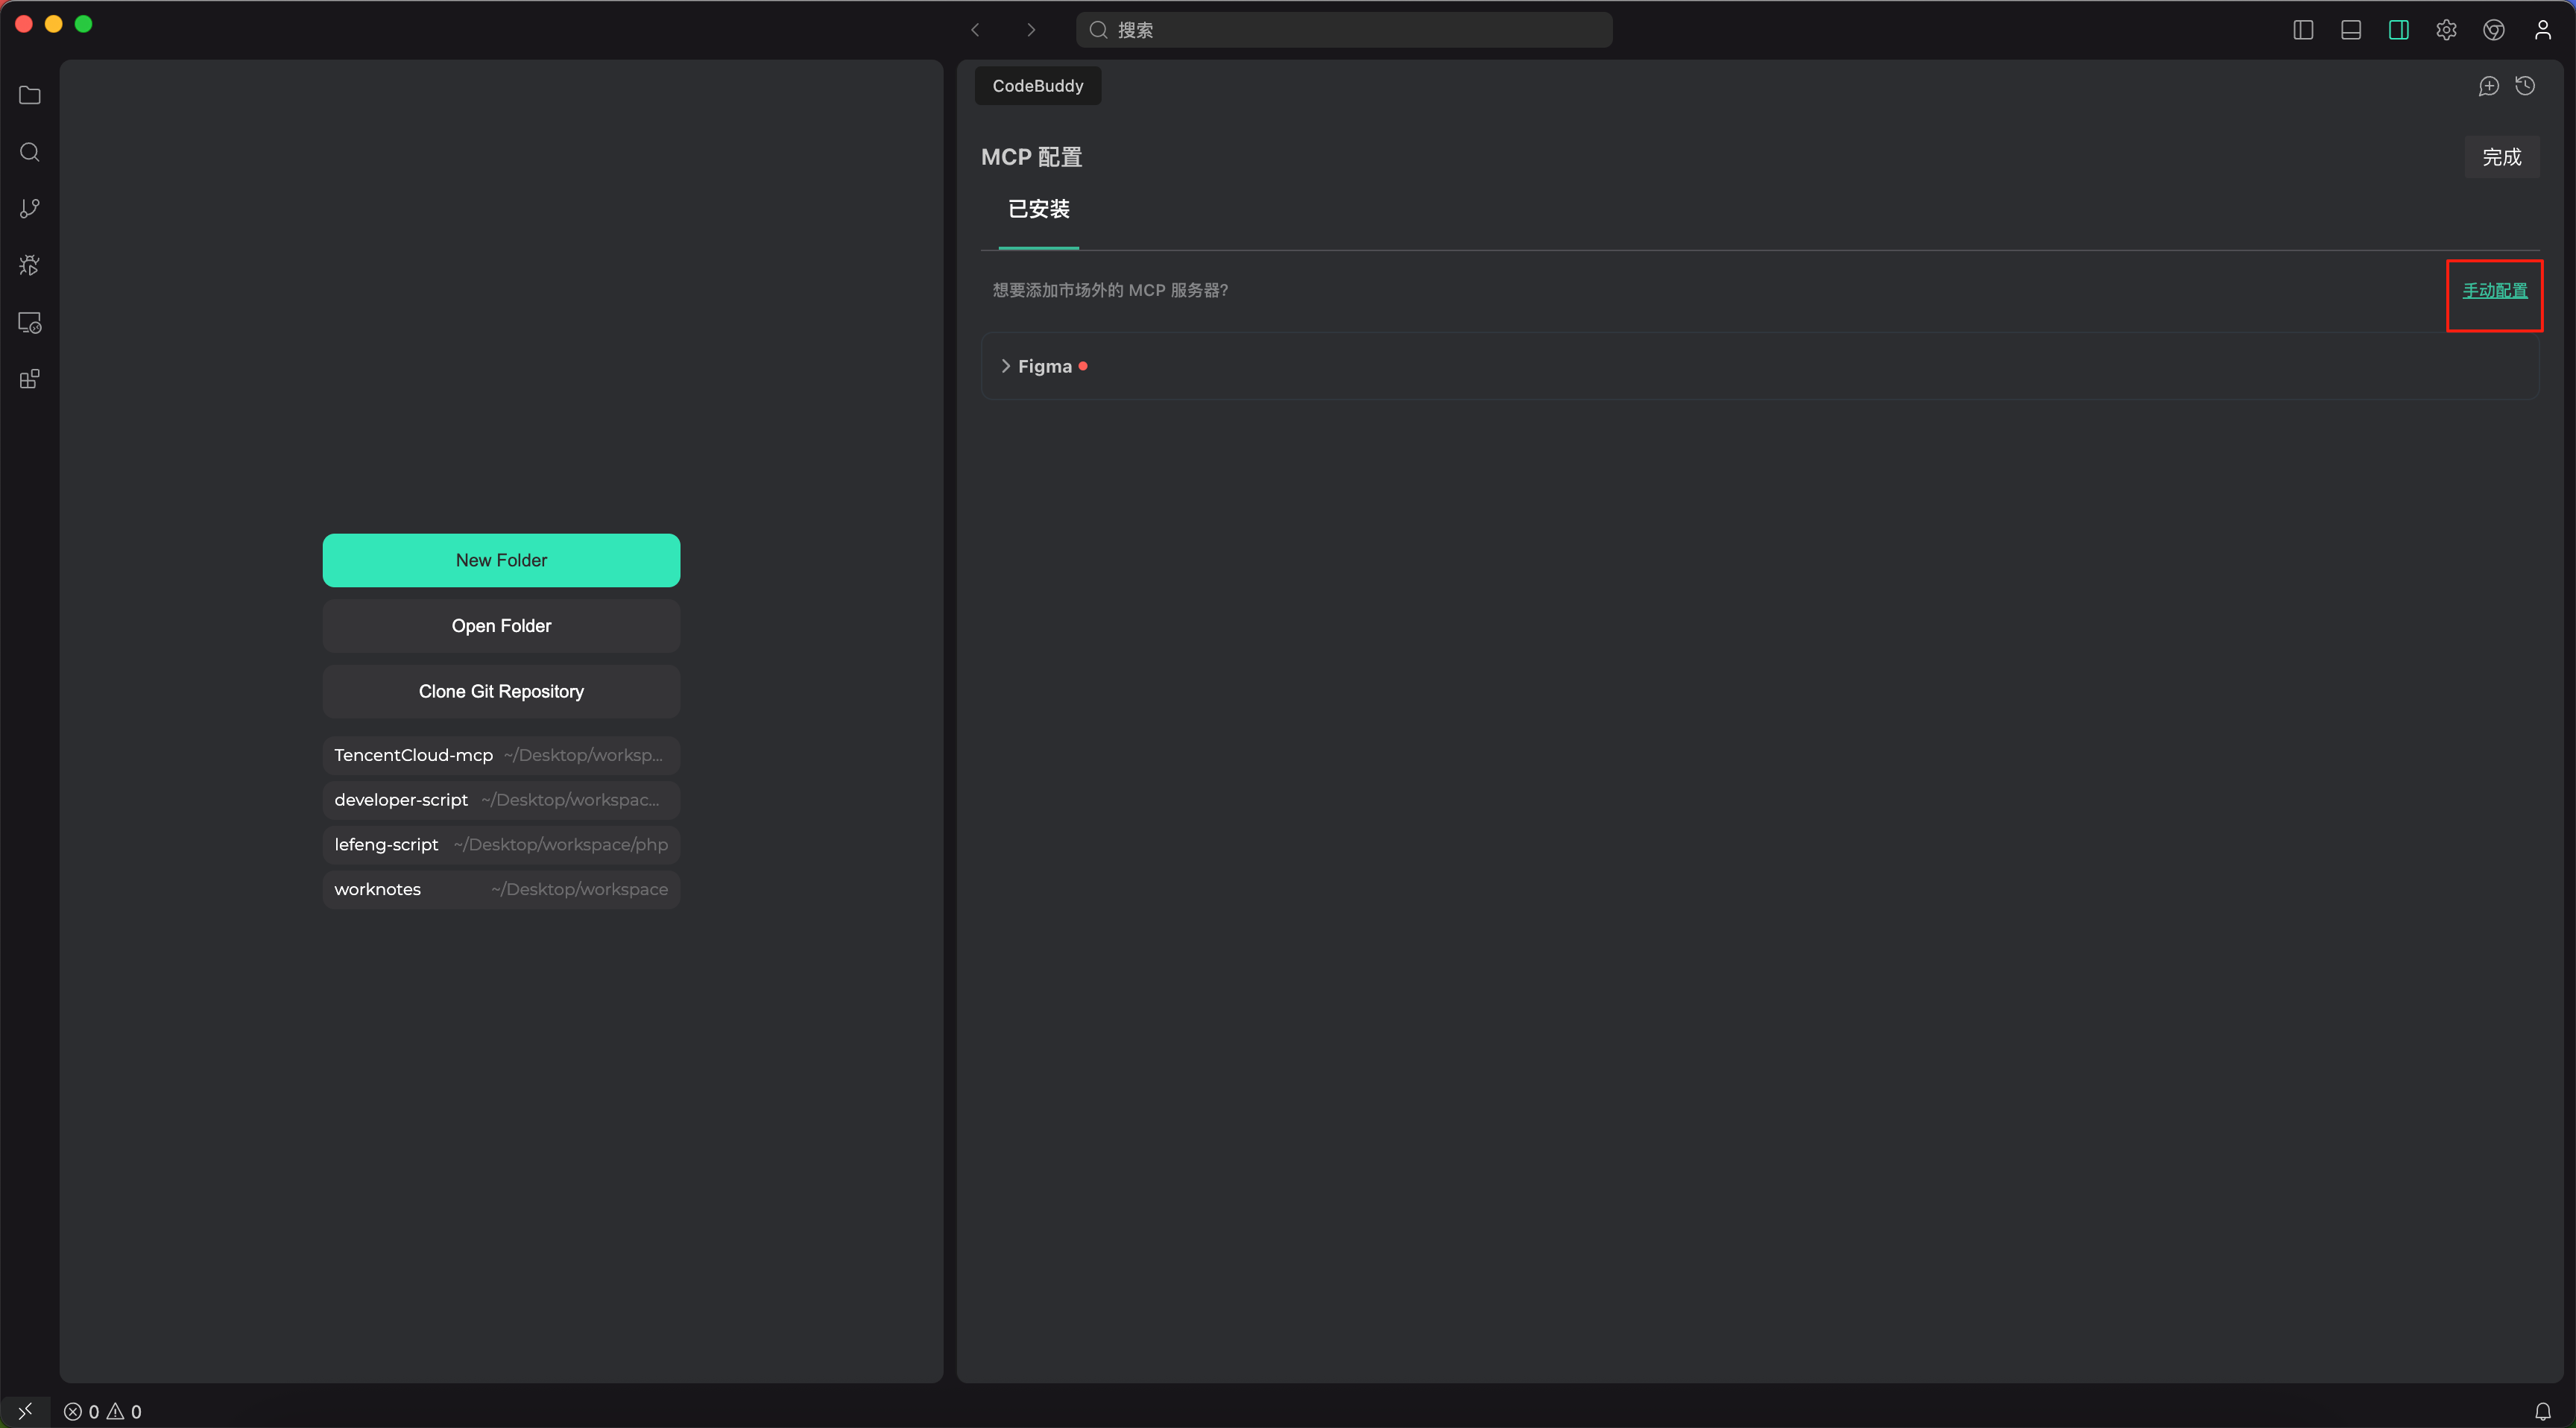 搜索
CodeBuddy
MCP 配置
完成
已安装
想要添加市场外的 MCP 服务器?
手动配置
Figma
New Folder
Open Folder
Clone Git Repository
TencentCloud-mcp ~/Desktop/worksp...
developer-script ~/Desktop/workspac...
lefeng-script ~/Desktop/workspace/php
worknotes ~/Desktop/workspace
0 0